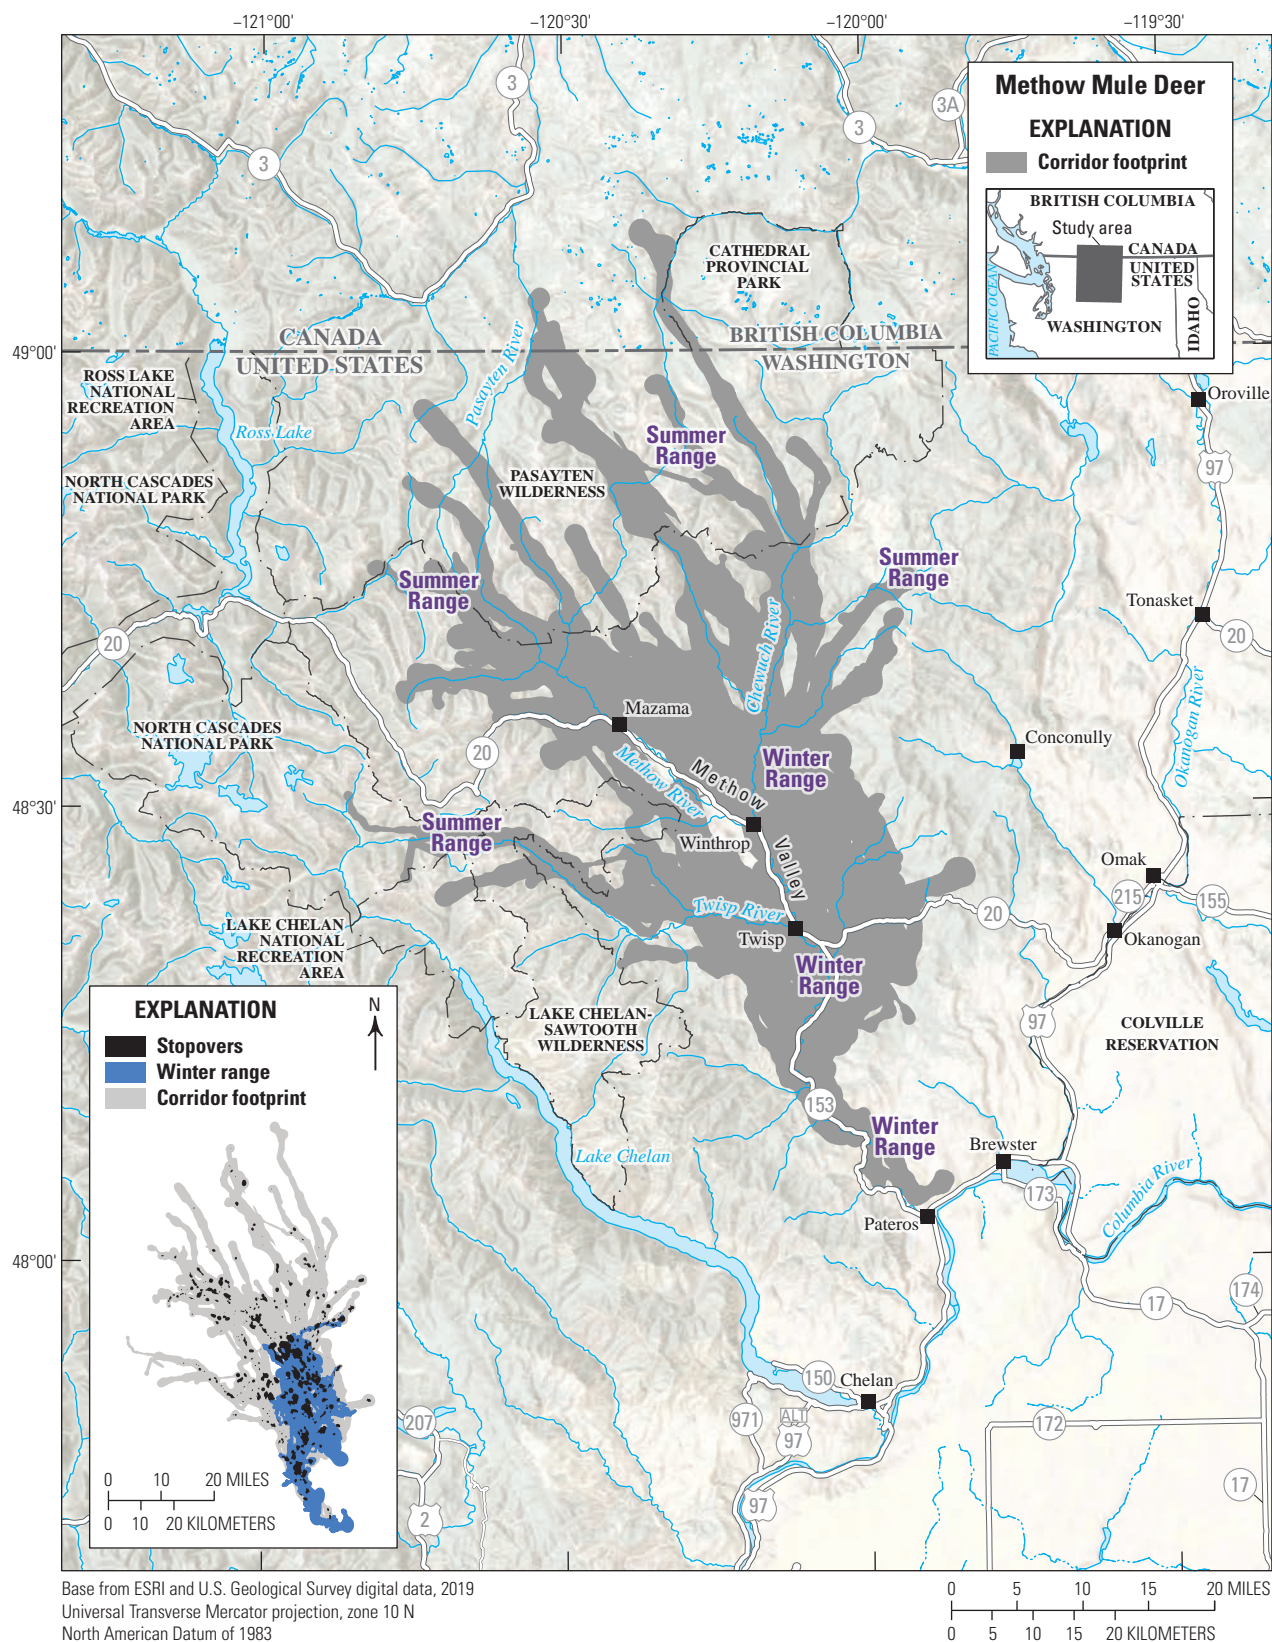 −121°00'
−120°30'
−120°00'
−119°30'
3
3
3A
3
Methow Mule Deer
EXPLANATION
Corridor footprint
BRITISH COLUMBIA
Study area
CANADA
UNITED
STATES
PACIFIC OCEAN
WASHINGTON
IDAHO
CATHEDRAL
PROVINCIAL
PARK
49°00'
CANADA
UNITED STATES
BRITISH COLUMBIA
WASHINGTON
Pasayten River
ROSS LAKE
NATIONAL
RECREATION
AREA
Ross Lake
Oroville
97
Summer
Range
PASAYTEN
WILDERNESS
NORTH CASCADES
NATIONAL PARK
Summer
Range
Summer
Range
Tonasket
20
20
Chewuch River
Okanogan River
NORTH CASCADES
NATIONAL PARK
Mazama
20
Methow River
Methow
Valley
Winter
Range
Conconully
48°30'
Summer
Range
Winthrop
Omak
215
155
Twisp River
20
Twisp
Okanogan
LAKE CHELAN
NATIONAL
RECREATION
AREA
Winter
Range
LAKE CHELAN-
SAWTOOTH
WILDERNESS
97
COLVILLE
RESERVATION
153
Winter
Range
Brewster
173
Columbia River
Lake Chelan
Pateros
48°00'
17
174
150
Chelan
971
ALT
97
172
207
17
97
2
EXPLANATION
N
Stopovers
Winter range
Corridor footprint
0 10 20 MILES
0 10 20 KILOMETERS
Base from ESRI and U.S. Geological Survey digital data, 2019
Universal Transverse Mercator projection, zone 10 N
North American Datum of 1983
0 5 10 15 20 MILES
0 5 10 15 20 KILOMETERS